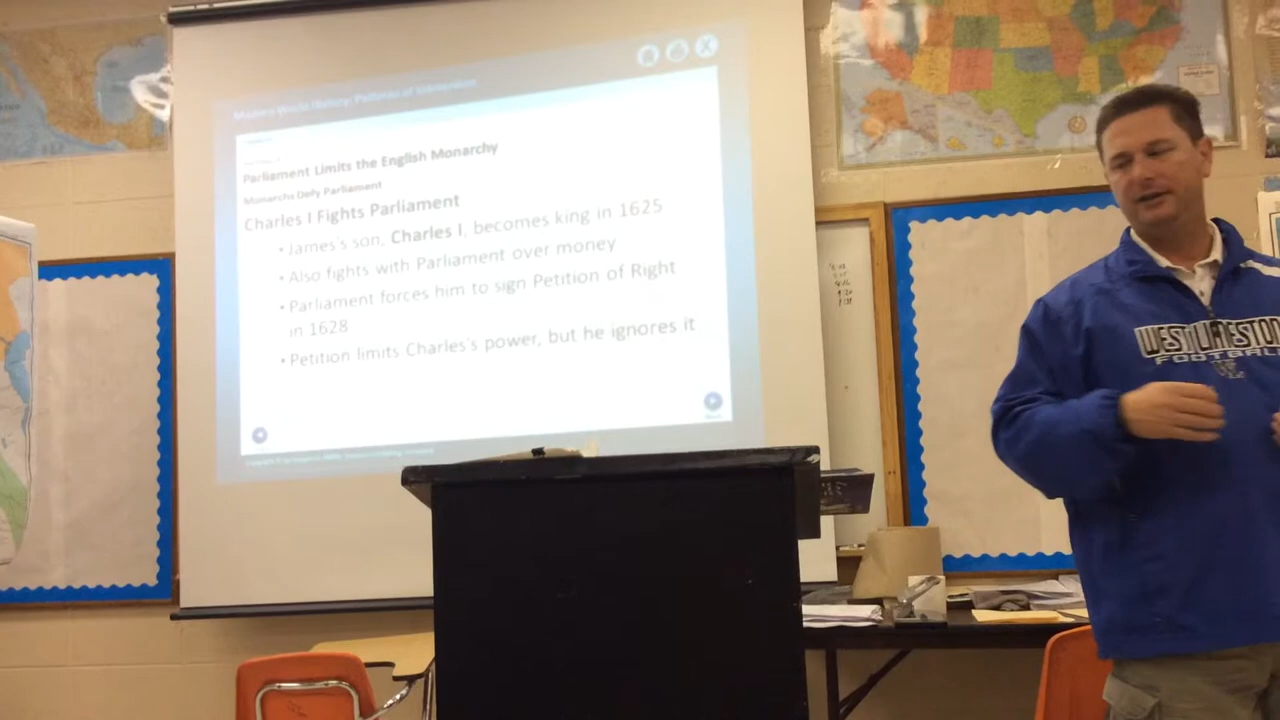 Parliament Limits the English Monarchy
Monarchs Defy Parliament
Charles I Fights Parliament
• James's son, Charles I, becomes king in 1625
• Also fights with Parliament over money
• Parliament forces him to sign Petition of Right
in 1628
• Petition limits Charles's power, but he ignores it
WEST LIMESTON
FOOTBALL